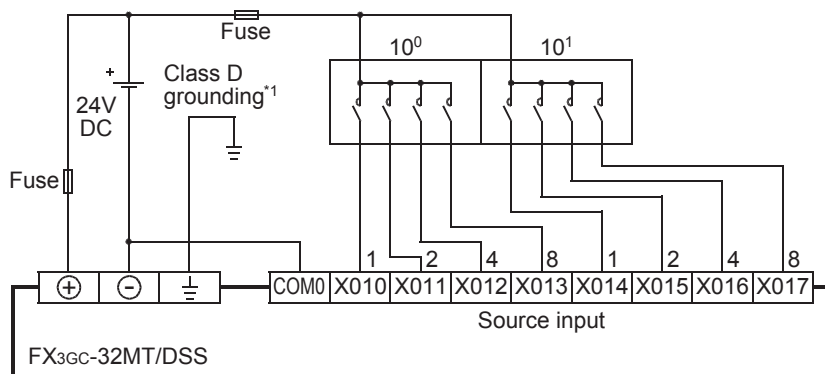 Fuse
10⁰ 10¹
Class D
grounding*1
24V
DC
+
Fuse
1 2 4 8 1 2 4 8
+ - COM0 X010 X011 X012 X013 X014 X015 X016 X017
Source input
FX3GC-32MT/DSS